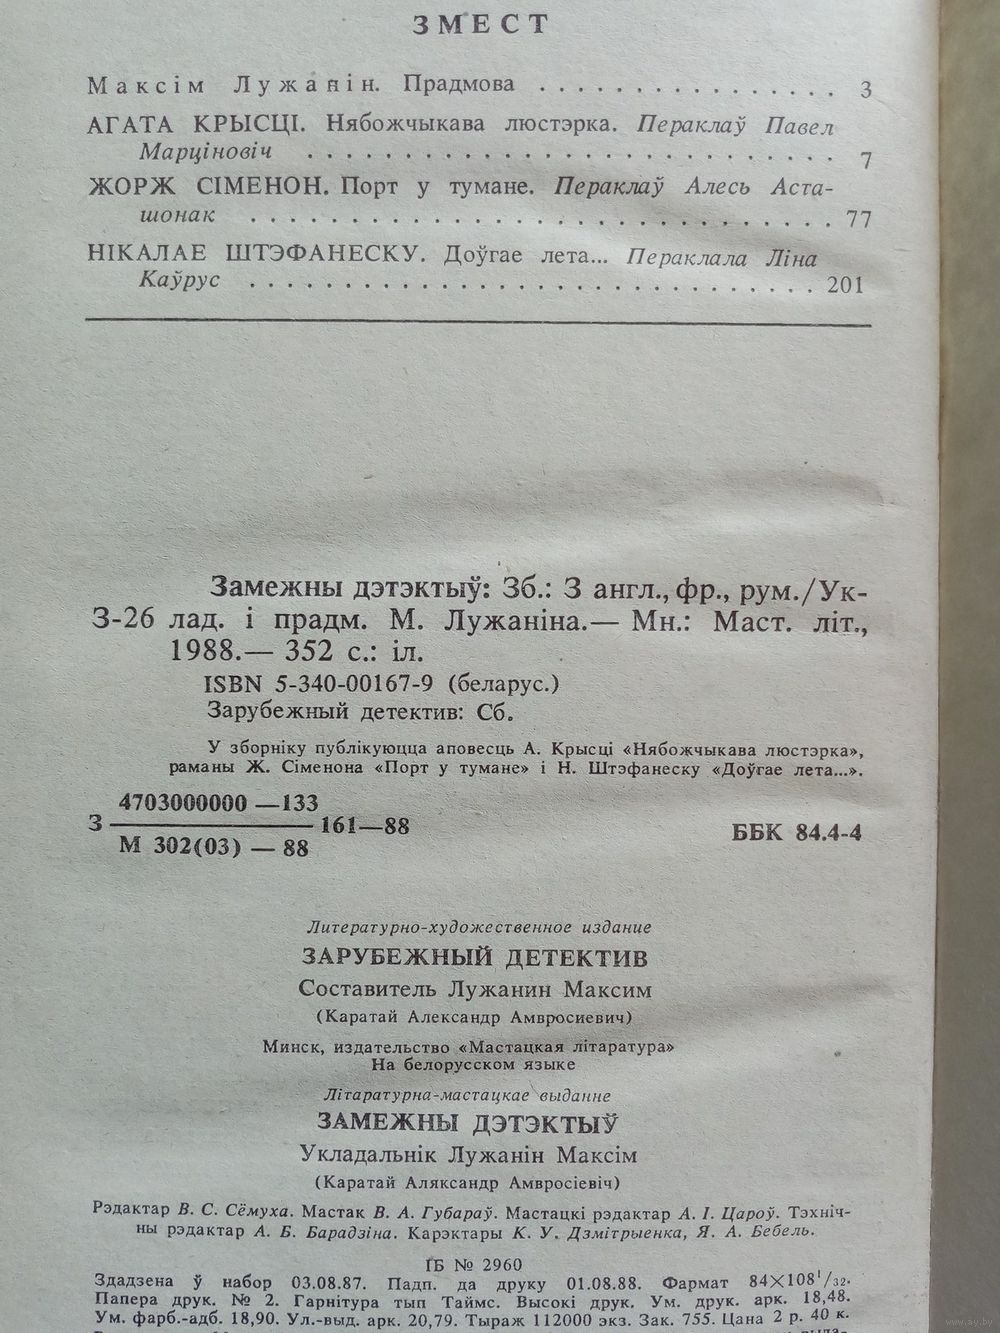 ЗМЕСТ
Максім Лужанін. Прадмова . . . . . . . . . . . . . . . . 3
АГАТА КРЫСЦІ. Нябожчыкава люстэрка. Пераклаў Павел
Марціновіч . . . . . . . . . . . . . . . . . . . . . . . . . . 7
ЖОРЖ СІМЕНОН. Порт у тумане. Пераклаў Алесь Аста-
шонак . . . . . . . . . . . . . . . . . . . . . . . . . . . . 77
НІКАЛАЕ ШТЭФАНЕСКУ. Доўгае лета... Пераклала Ліна
Каўрус . . . . . . . . . . . . . . . . . . . . . . . . . . . 201
Замежны дэтэктыў: Зб.: З англ., фр., рум./Ук-
З-26 лад. і прадм. М. Лужаніна.— Мн.: Маст. літ.,
1988.— 352 с.: іл.
ISBN 5-340-00167-9 (беларус.)
Зарубежный детектив: Сб.
У зборніку публікуюцца аповесць А. Крысці «Нябожчыкава люстэрка»,
раманы Ж. Сіменона «Порт у тумане» і Н. Штэфанеску «Доўгае лета...».
4703000000 —133
З 161—88
М 302(03) — 88
ББК 84.4-4
Литературно-художественное издание
ЗАРУБЕЖНЫЙ ДЕТЕКТИВ
Составитель Лужанин Максим
(Каратай Александр Амвросиевич)
Минск, издательство «Мастацкая літаратура»
На белорусском языке
Літаратурна-мастацкае выданне
ЗАМЕЖНЫ ДЭТЭКТЫЎ
Укладальнік Лужанін Максім
(Каратай Аляксандр Амвросіевіч)
Рэдактар В. С. Сёмуха. Мастак В. А. Губараў. Мастацкі рэдактар А. І. Цароў. Тэхніч-
ны рэдактар А. Б. Барадзіна. Карэктары К. У. Дзмітрыенка, Я. А. Бебель.
ІБ № 2960
Здадзена ў набор 03.08.87. Падп. да друку 01.08.88. Фармат 84×108¹/₃₂.
Папера друк. № 2. Гарнітура тып Таймс. Высокі друк. Ум. друк. арк. 18,48.
Ум. фарб.-адб. 18,90. Ул.-выд. арк. 20,79. Тыраж 112000 экз. Зак. 755. Цана 2 р. 40 к.
www.ay.by